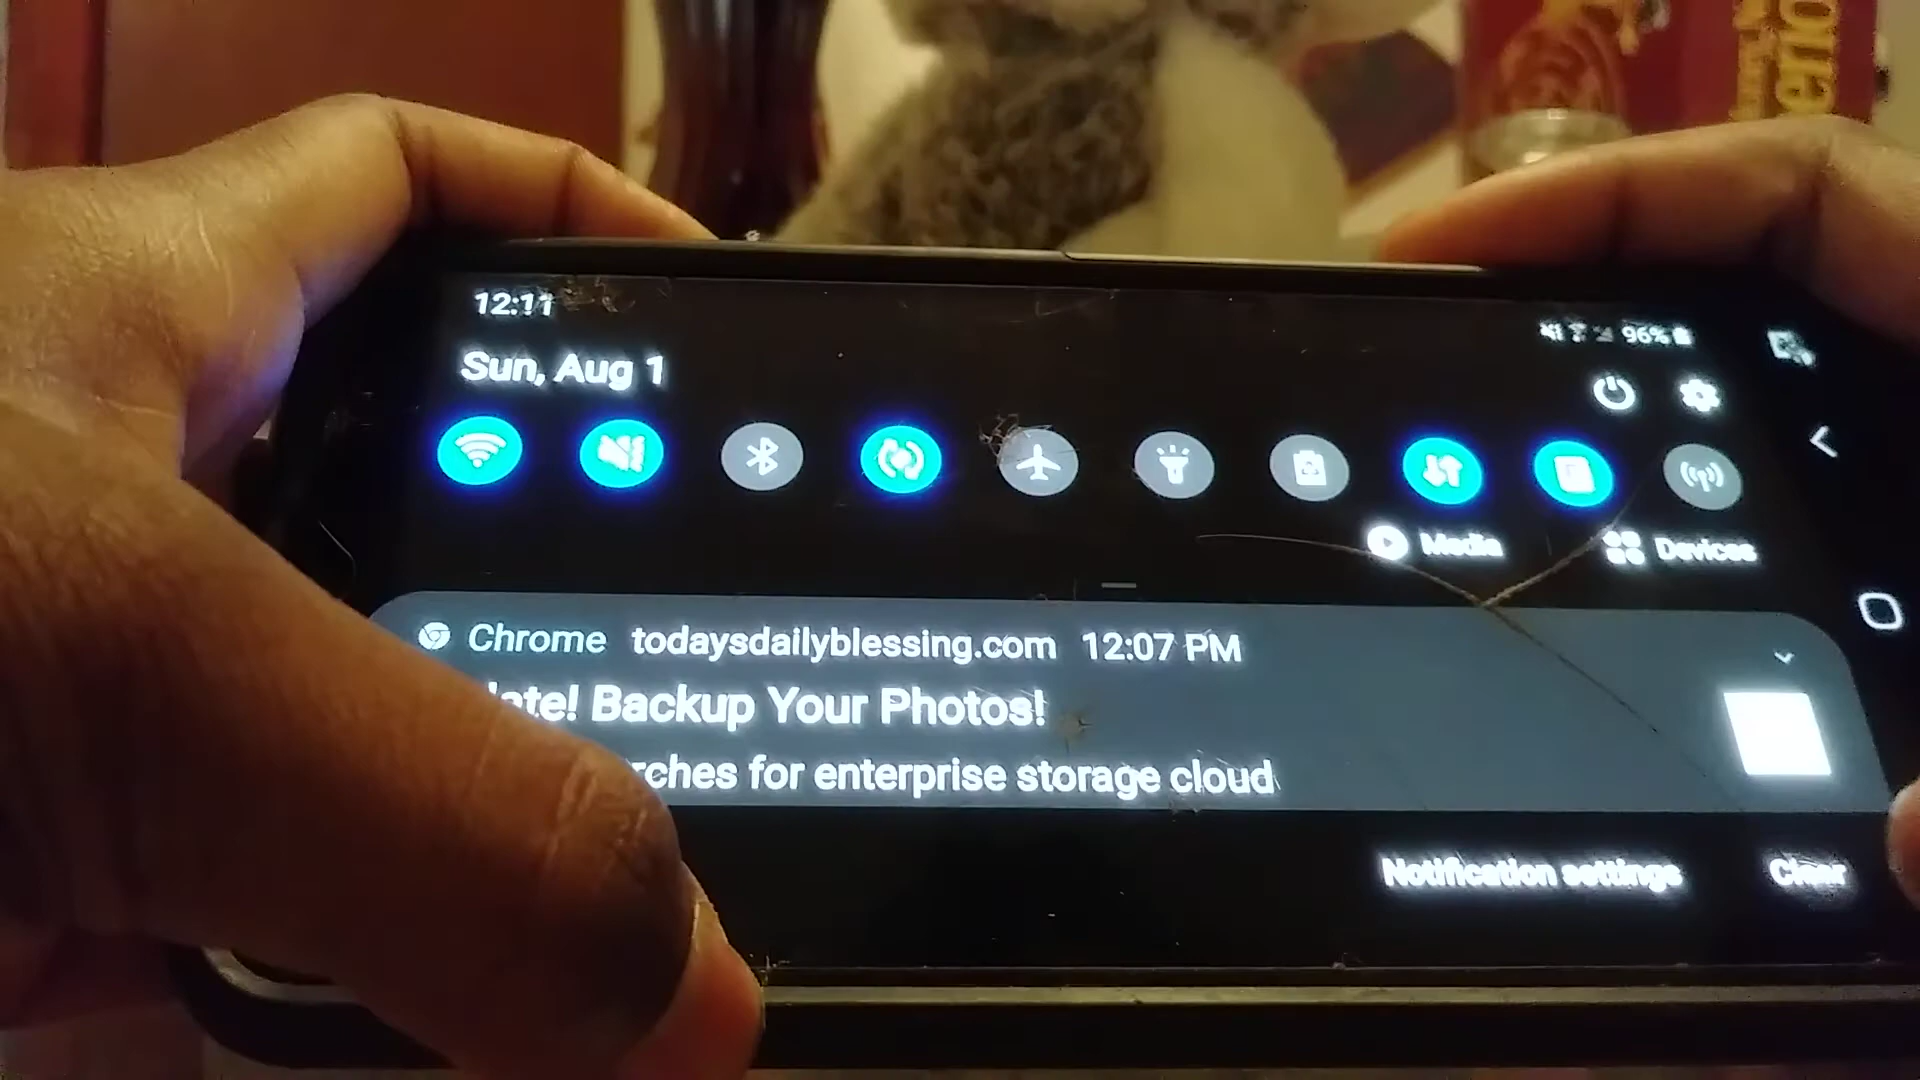 12:11
96%
Sun, Aug 1
Media
Devices
Chrome todaysdailyblessing.com 12:07 PM
Backup Your Photos!
for enterprise storage cloud
Notification settings
Clear